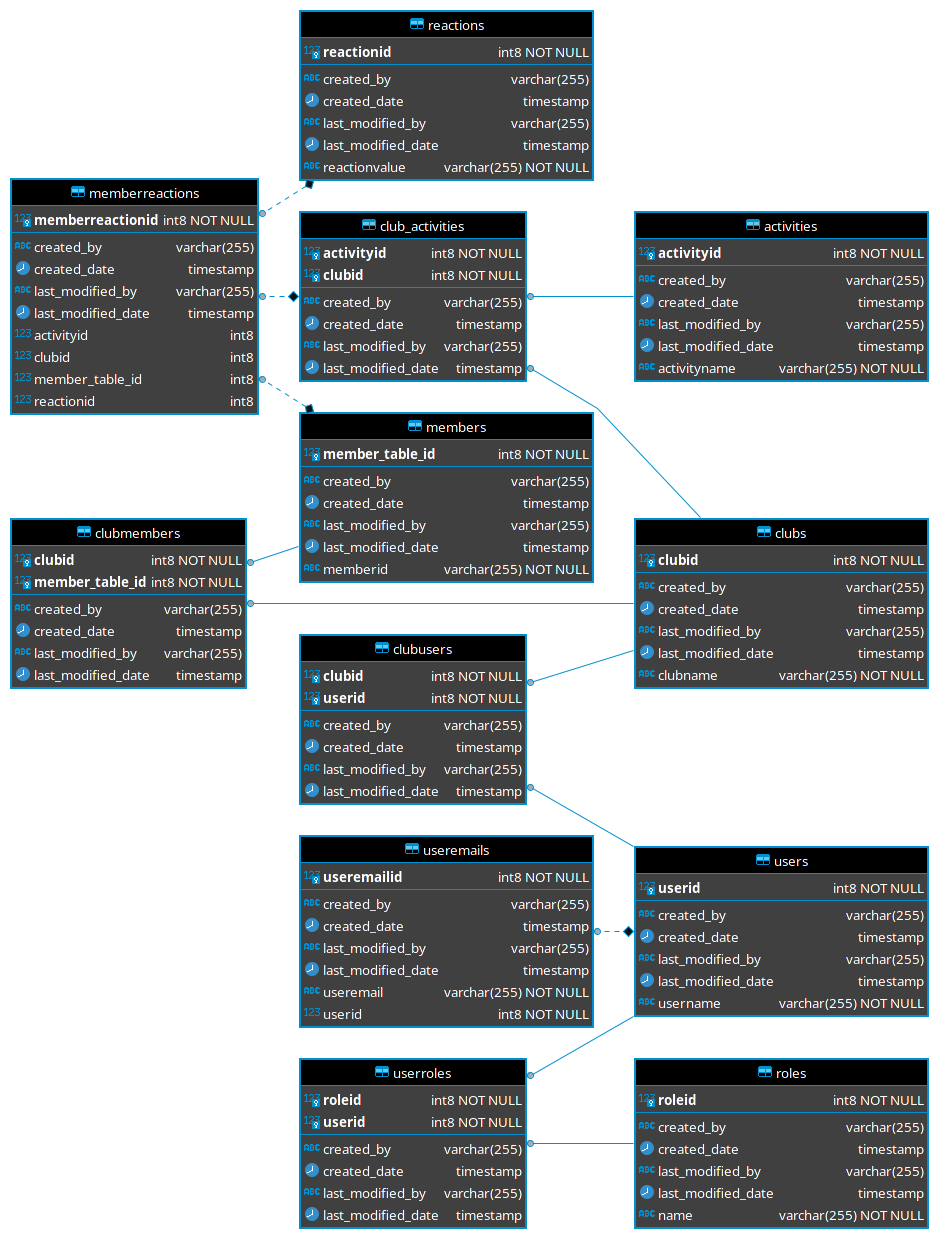 reactions
reactionid int8 NOT NULL
created_by varchar(255)
created_date timestamp
last_modified_by varchar(255)
last_modified_date timestamp
reactionvalue varchar(255) NOT NULL
memberreactions
memberreactionid int8 NOT NULL
created_by varchar(255)
created_date timestamp
last_modified_by varchar(255)
last_modified_date timestamp
activityid int8
clubid int8
member_table_id int8
reactionid int8
club_activities
activityid int8 NOT NULL
clubid int8 NOT NULL
created_by varchar(255)
created_date timestamp
last_modified_by varchar(255)
last_modified_date timestamp
activities
activityid int8 NOT NULL
created_by varchar(255)
created_date timestamp
last_modified_by varchar(255)
last_modified_date timestamp
activityname varchar(255) NOT NULL
members
member_table_id int8 NOT NULL
created_by varchar(255)
created_date timestamp
last_modified_by varchar(255)
last_modified_date timestamp
memberid varchar(255) NOT NULL
clubmembers
clubid int8 NOT NULL
member_table_id int8 NOT NULL
created_by varchar(255)
created_date timestamp
last_modified_by varchar(255)
last_modified_date timestamp
clubs
clubid int8 NOT NULL
created_by varchar(255)
created_date timestamp
last_modified_by varchar(255)
last_modified_date timestamp
clubname varchar(255) NOT NULL
clubusers
clubid int8 NOT NULL
userid int8 NOT NULL
created_by varchar(255)
created_date timestamp
last_modified_by varchar(255)
last_modified_date timestamp
useremails
useremailid int8 NOT NULL
created_by varchar(255)
created_date timestamp
last_modified_by varchar(255)
last_modified_date timestamp
useremail varchar(255) NOT NULL
userid int8 NOT NULL
users
userid int8 NOT NULL
created_by varchar(255)
created_date timestamp
last_modified_by varchar(255)
last_modified_date timestamp
username varchar(255) NOT NULL
userroles
roleid int8 NOT NULL
userid int8 NOT NULL
created_by varchar(255)
created_date timestamp
last_modified_by varchar(255)
last_modified_date timestamp
roles
roleid int8 NOT NULL
created_by varchar(255)
created_date timestamp
last_modified_by varchar(255)
last_modified_date timestamp
name varchar(255) NOT NULL